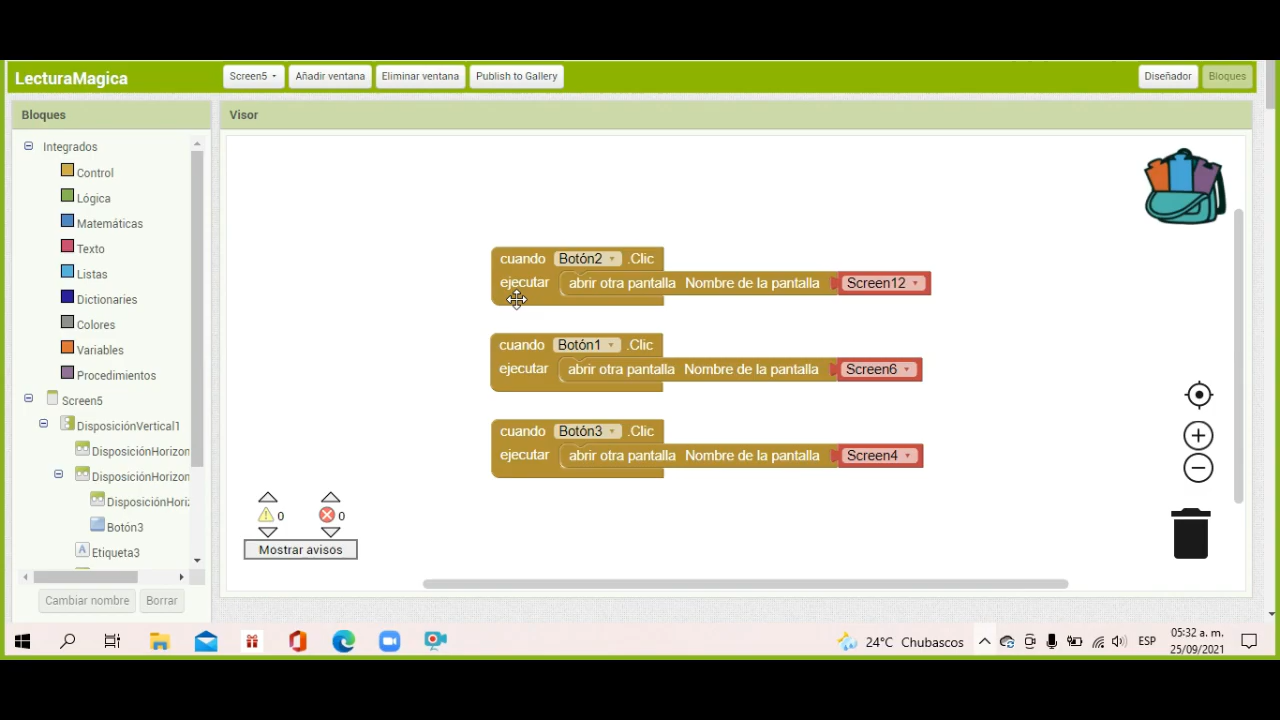 LecturaMagica
Screen5
Añadir ventana
Eliminar ventana
Publish to Gallery
Diseñador
Bloques
Bloques
Integrados
Control
Lógica
Matemáticas
Texto
Listas
Dictionaries
Colores
Variables
Procedimientos
Screen5
DisposiciónVertical1
DisposiciónHorizon
DisposiciónHorizon
DisposiciónHoriz
Botón3
Etiqueta3
Cambiar nombre
Borrar
Visor
cuando Botón2 .Clic
ejecutar abrir otra pantalla Nombre de la pantalla Screen12
cuando Botón1 .Clic
ejecutar abrir otra pantalla Nombre de la pantalla Screen6
cuando Botón3 .Clic
ejecutar abrir otra pantalla Nombre de la pantalla Screen4
0
0
Mostrar avisos
24°C Chubascos
ESP
05:32 a. m.
25/09/2021